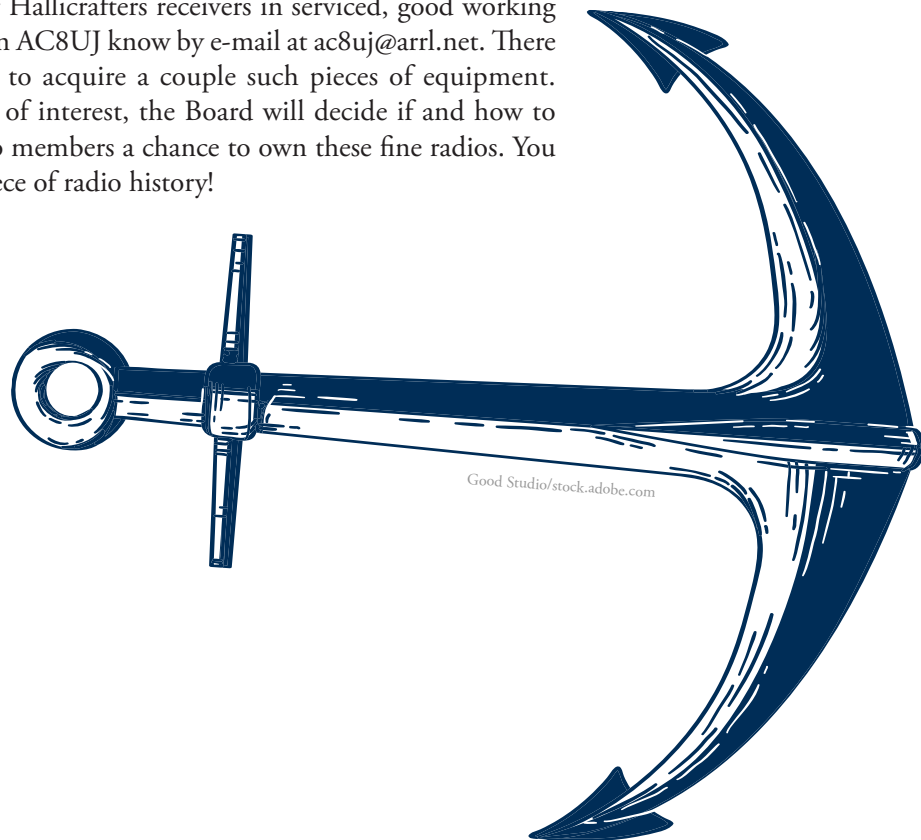 Hallicrafters receivers in serviced, good working
AC8UJ know by e-mail at ac8uj@arrl.net. There
to acquire a couple such pieces of equipment.
of interest, the Board will decide if and how to
members a chance to own these fine radios. You
of radio history!
Good Studio/stock.adobe.com